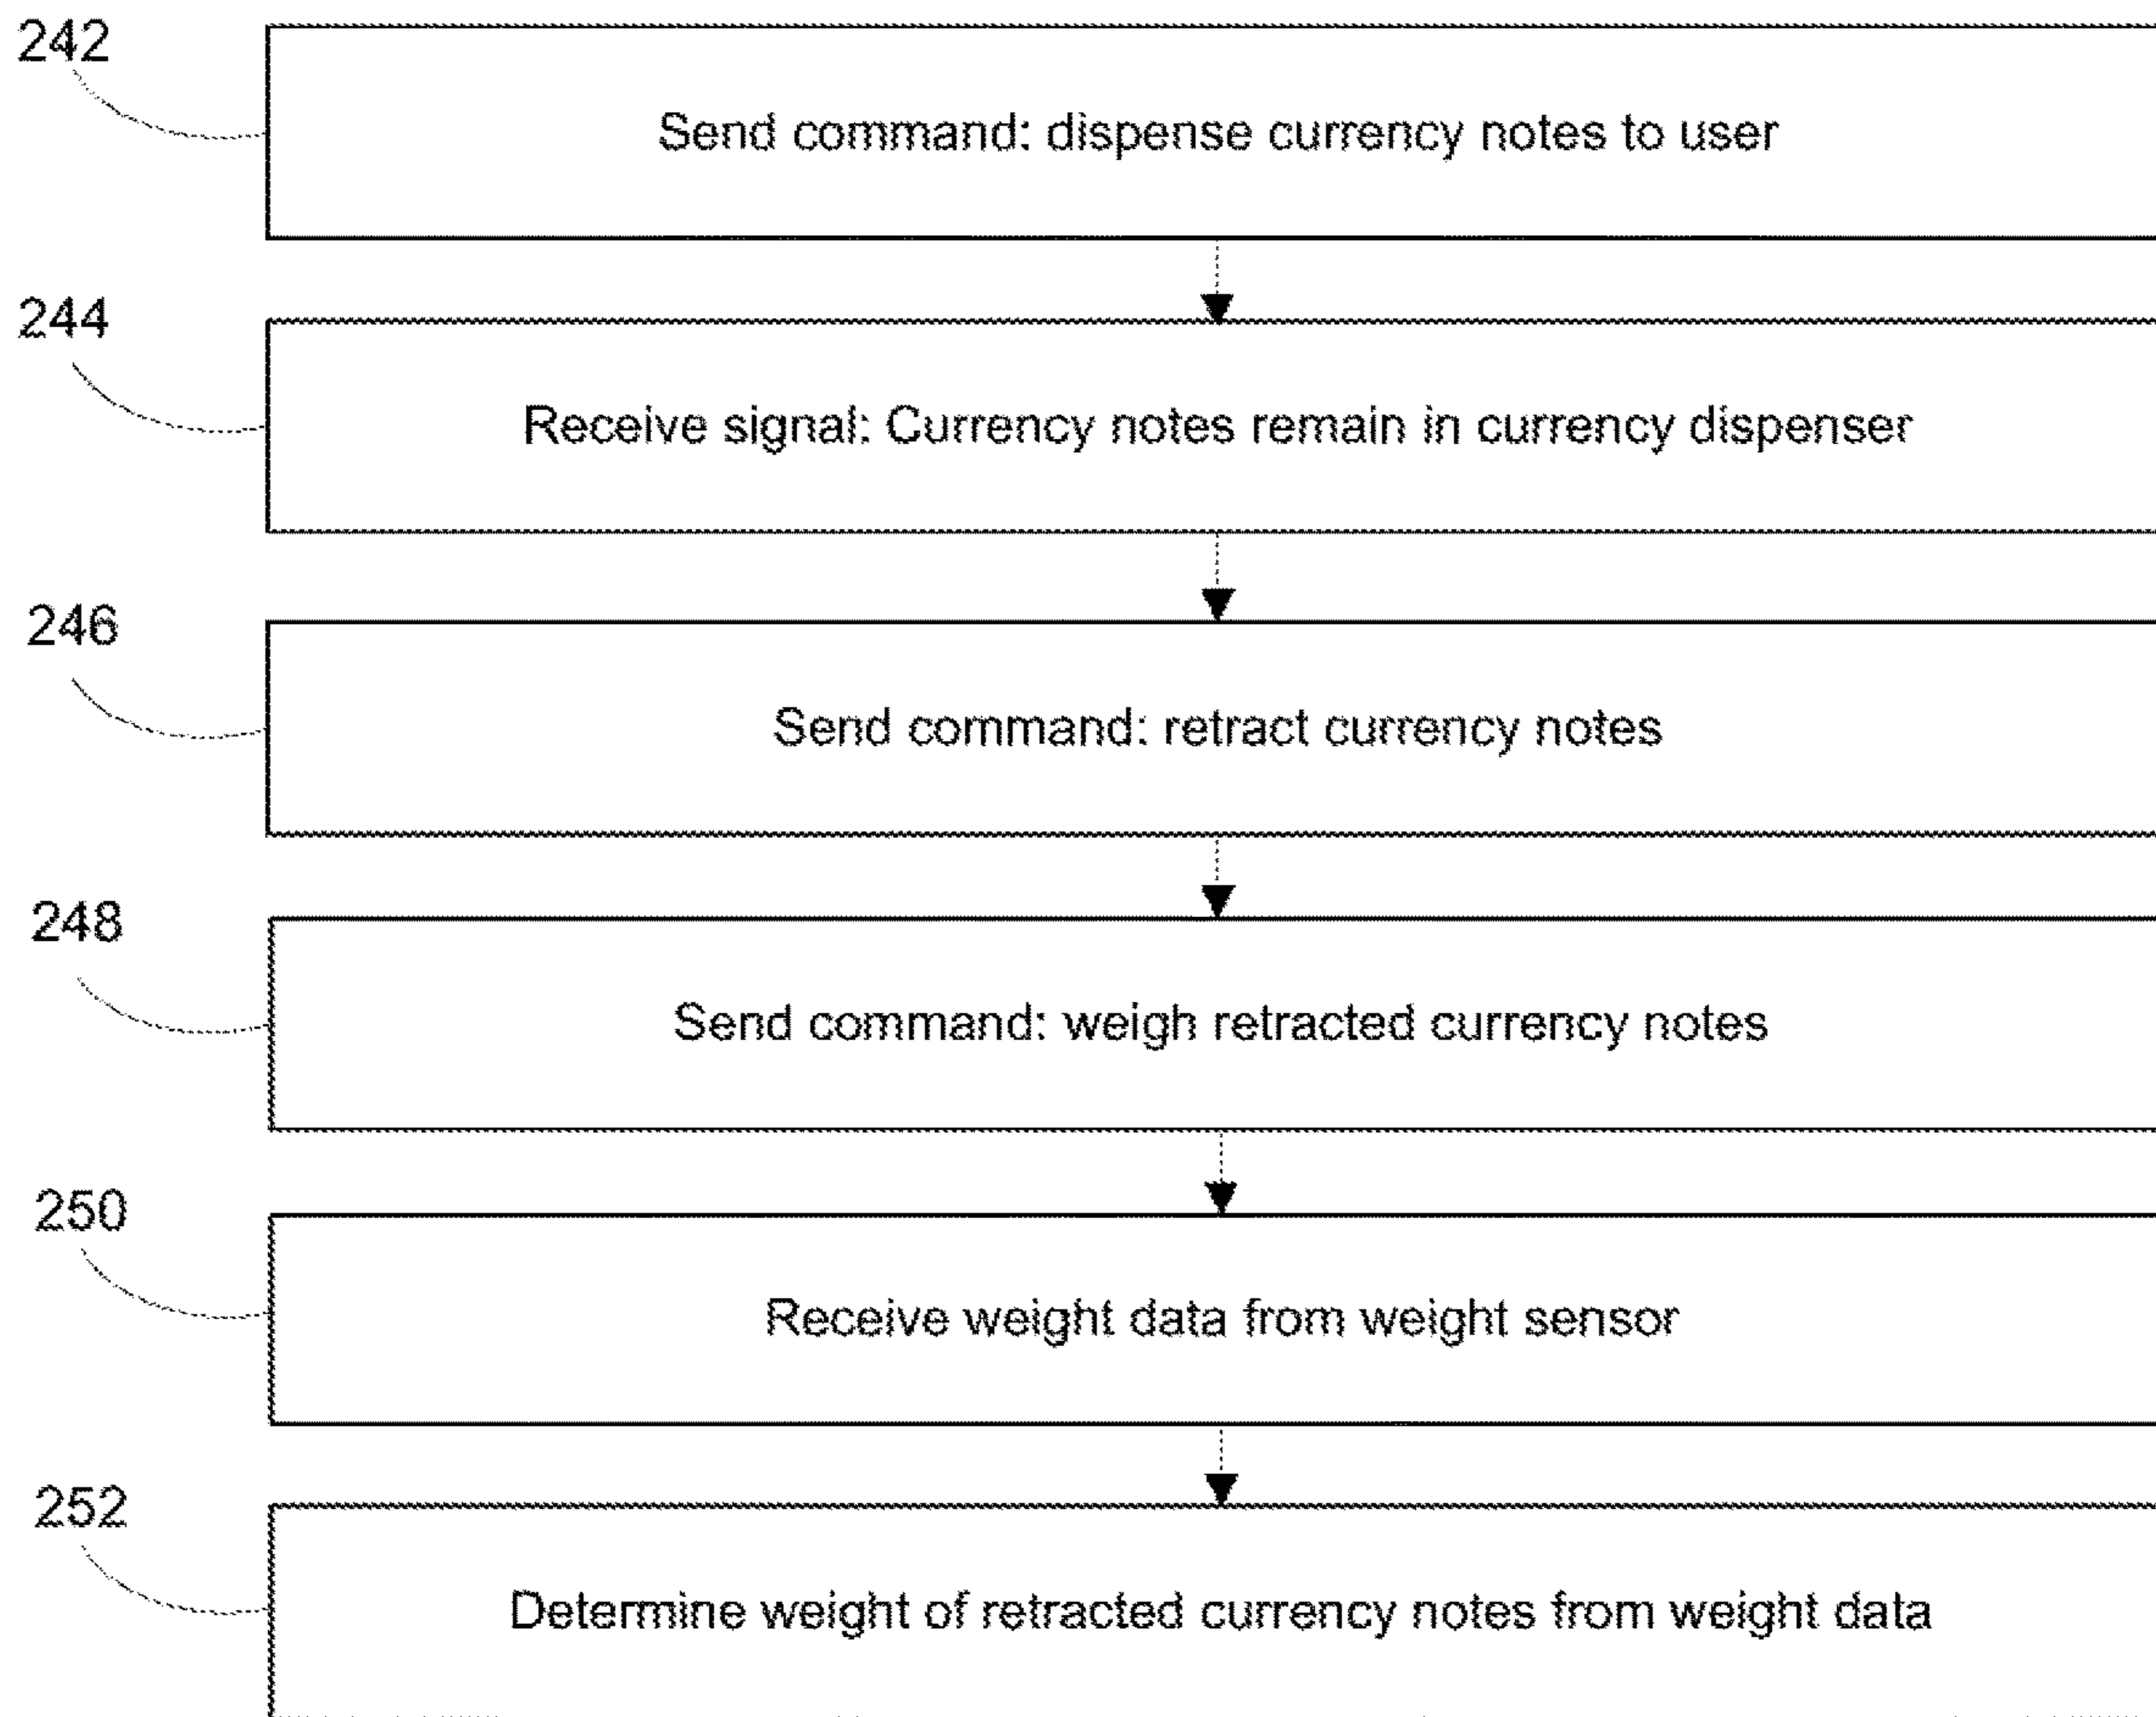 242
Send command: dispense currency notes to user
244
Receive signal: Currency notes remain in currency dispenser
246
Send command: retract currency notes
248
Send command: weigh retracted currency notes
250
Receive weight data from weight sensor
252
Determine weight of retracted currency notes from weight data